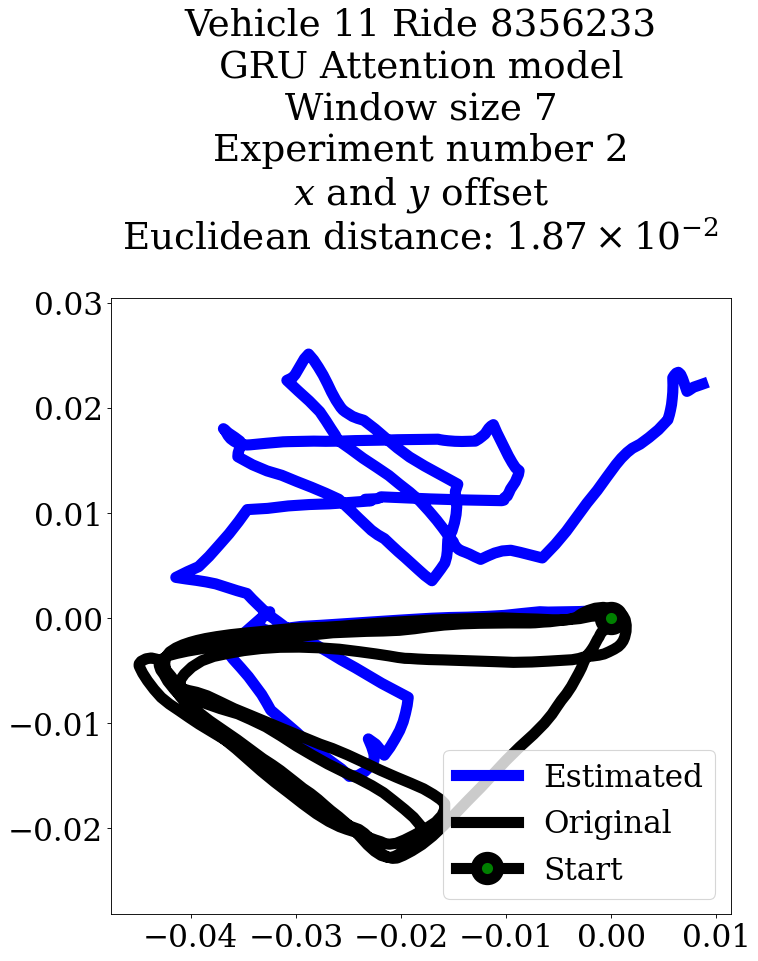 Vehicle 11 Ride 8356233
GRU Attention model
Window size 7
Experiment number 2
x and y offset
Euclidean distance: 1.87 × 10⁻²
0.03
0.02
0.01
0.00
−0.01
−0.02
Estimated
Original
Start
−0.04 −0.03 −0.02 −0.01 0.00 0.01